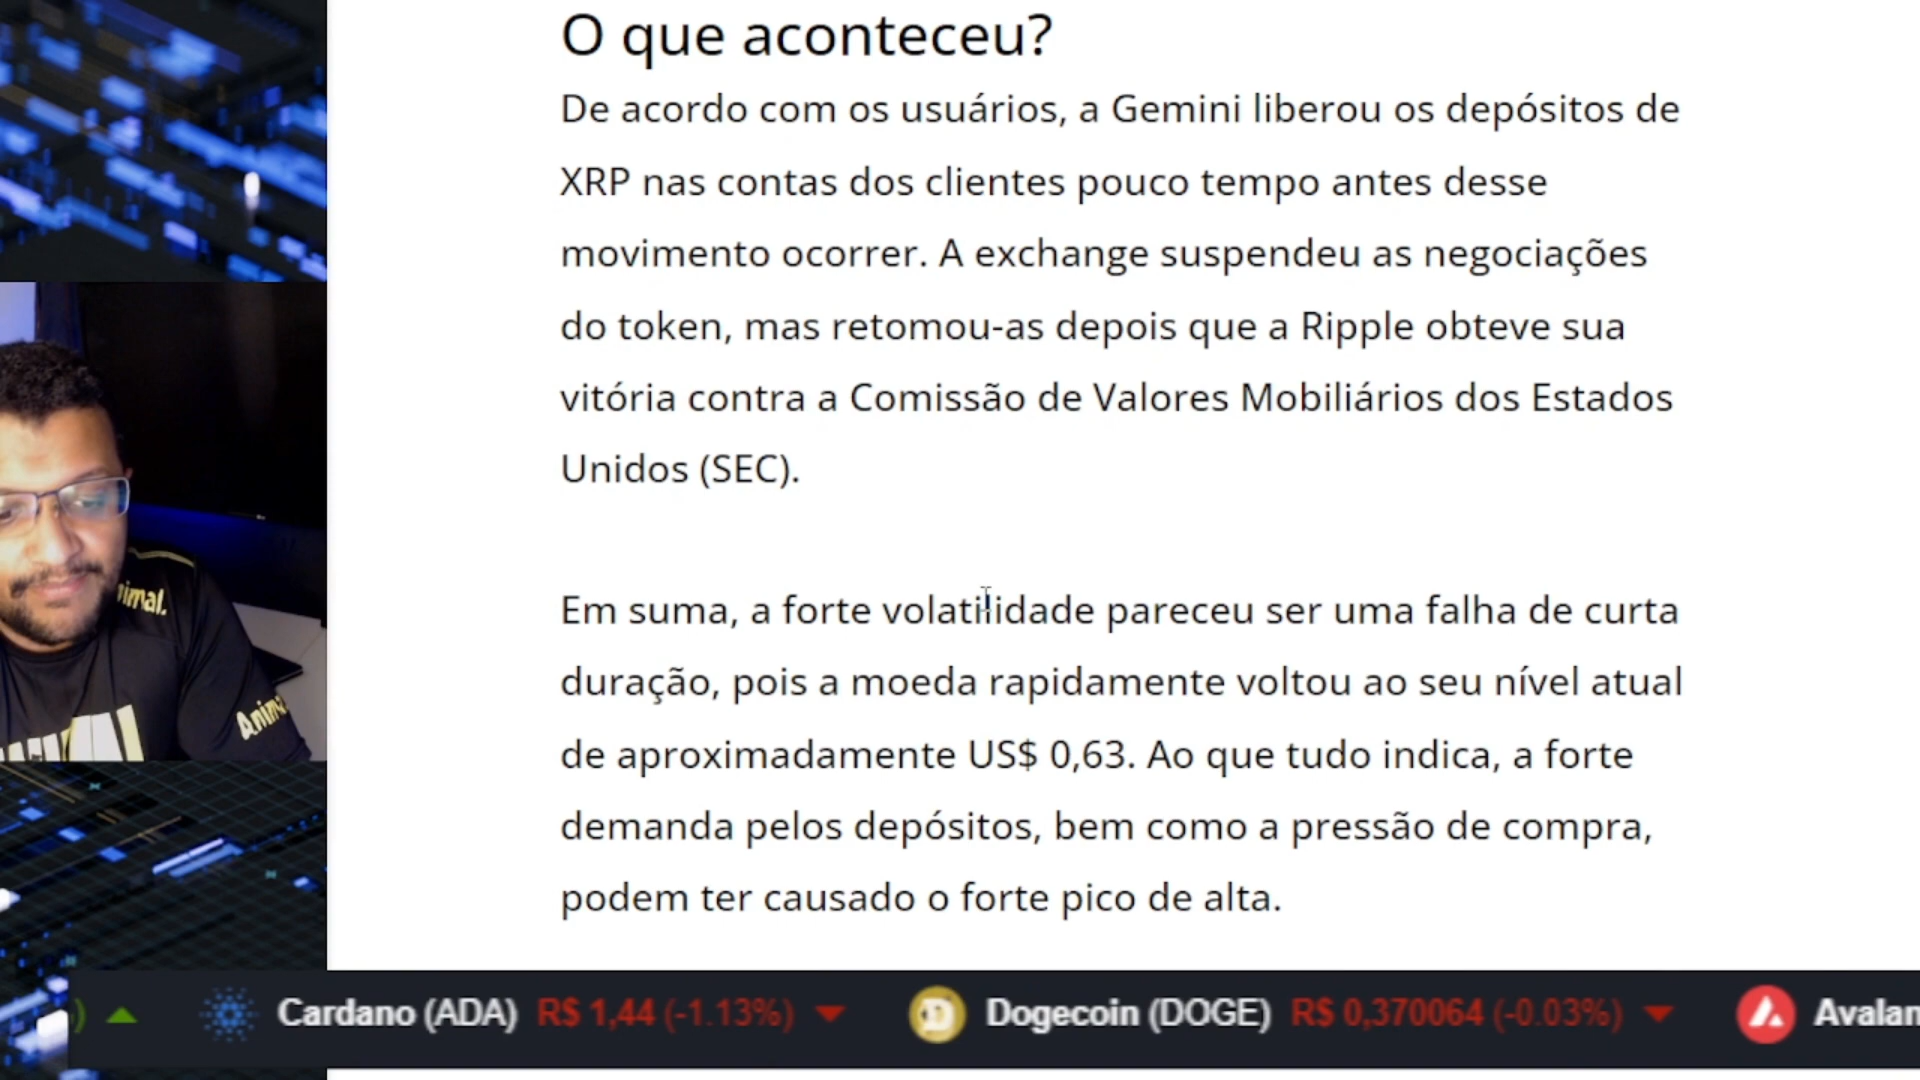 O que aconteceu?
De acordo com os usuários, a Gemini liberou os depósitos de
XRP nas contas dos clientes pouco tempo antes desse
movimento ocorrer. A exchange suspendeu as negociações
do token, mas retomou-as depois que a Ripple obteve sua
vitória contra a Comissão de Valores Mobiliários dos Estados
Unidos (SEC).
Em suma, a forte volatilidade pareceu ser uma falha de curta
duração, pois a moeda rapidamente voltou ao seu nível atual
de aproximadamente US$ 0,63. Ao que tudo indica, a forte
demanda pelos depósitos, bem como a pressão de compra,
podem ter causado o forte pico de alta.
) Cardano (ADA) R$ 1,44 (-1.13%) Dogecoin (DOGE) R$ 0,370064 (-0.03%) Avalan
nimal.
Anim